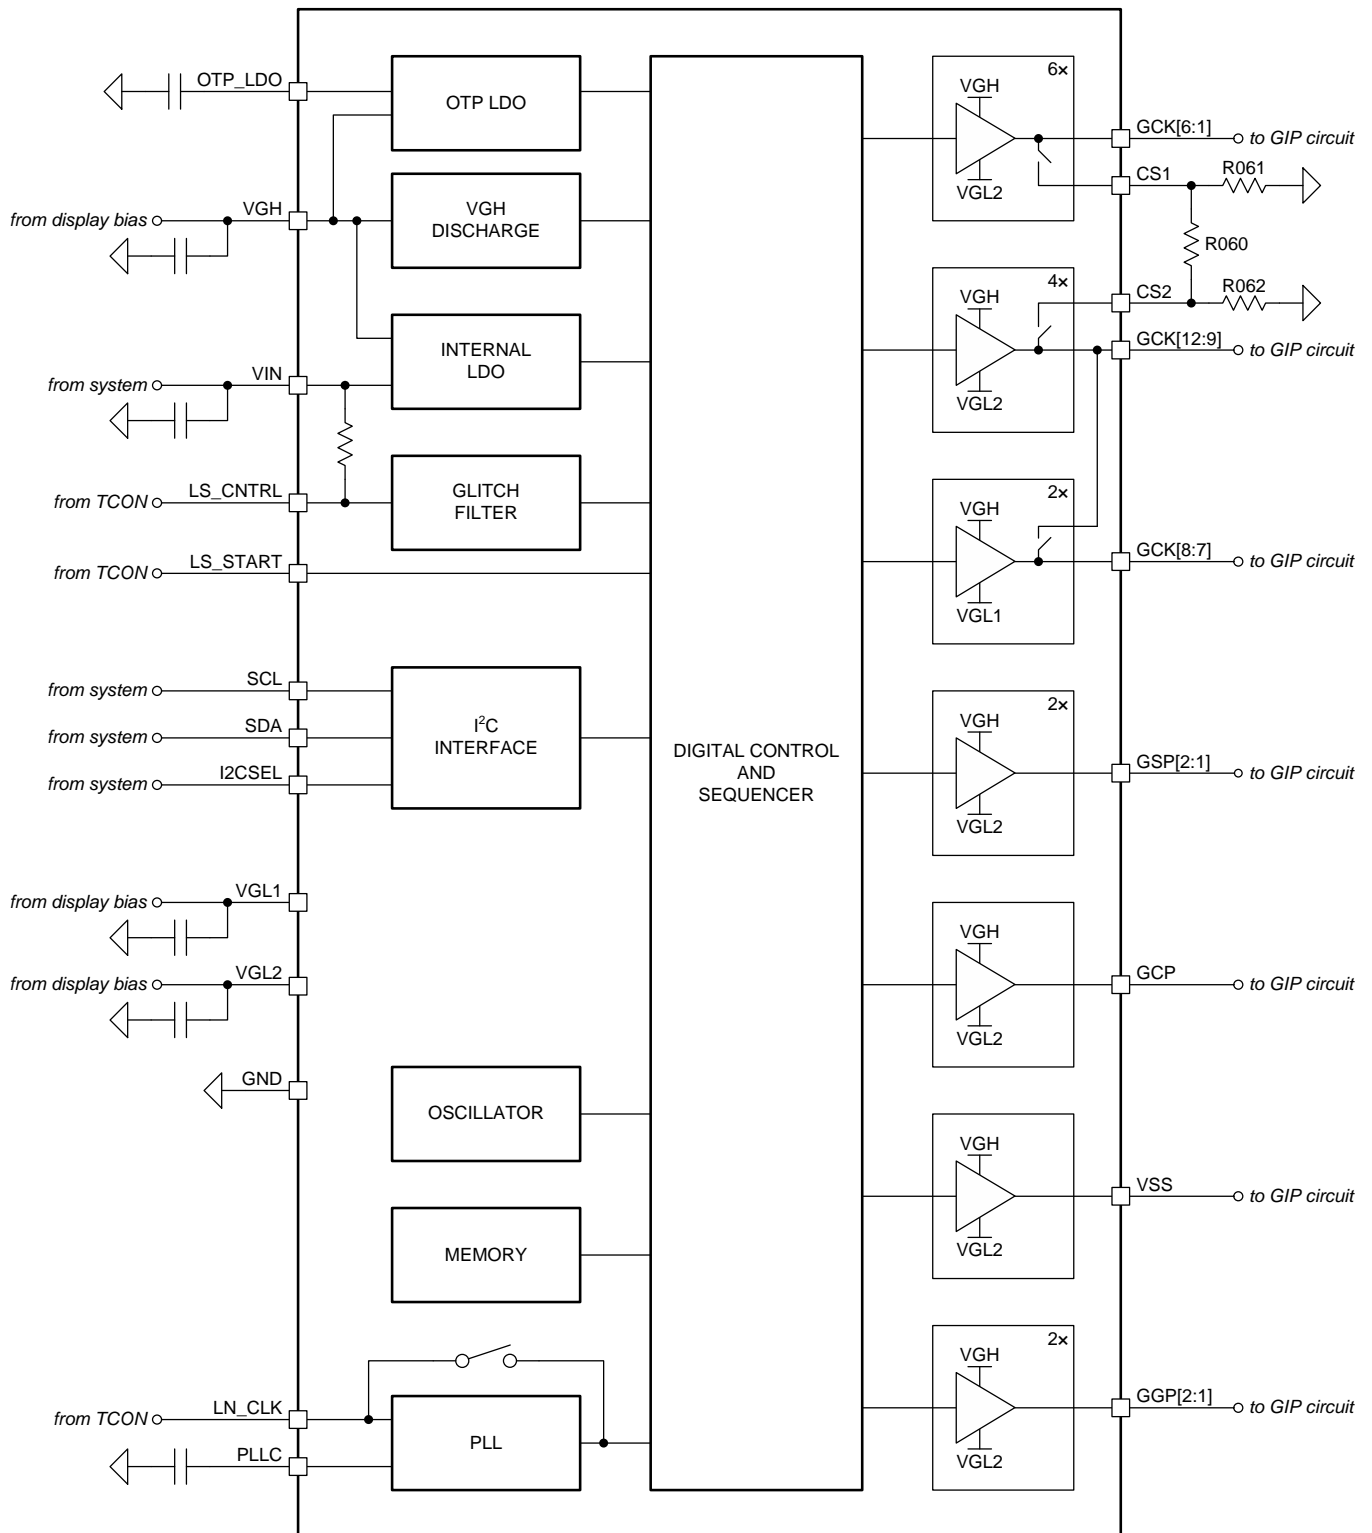 OTP_LDO
OTP LDO
from display bias
VGH
VGH
DISCHARGE
INTERNAL
LDO
from system
VIN
from TCON
LS_CNTRL
GLITCH
FILTER
from TCON
LS_START
from system
SCL
from system
SDA
from system
I2CSEL
I²C
INTERFACE
from display bias
VGL1
from display bias
VGL2
GND
OSCILLATOR
MEMORY
from TCON
LN_CLK
PLLC
PLL
DIGITAL CONTROL
AND
SEQUENCER
6×
VGH
VGL2
GCK[6:1]
to GIP circuit
CS1
R061
R060
4×
VGH
VGL2
CS2
R062
GCK[12:9]
to GIP circuit
2×
VGH
VGL1
GCK[8:7]
to GIP circuit
2×
VGH
VGL2
GSP[2:1]
to GIP circuit
VGH
VGL2
GCP
to GIP circuit
VGH
VGL2
VSS
to GIP circuit
2×
VGH
VGL2
GGP[2:1]
to GIP circuit